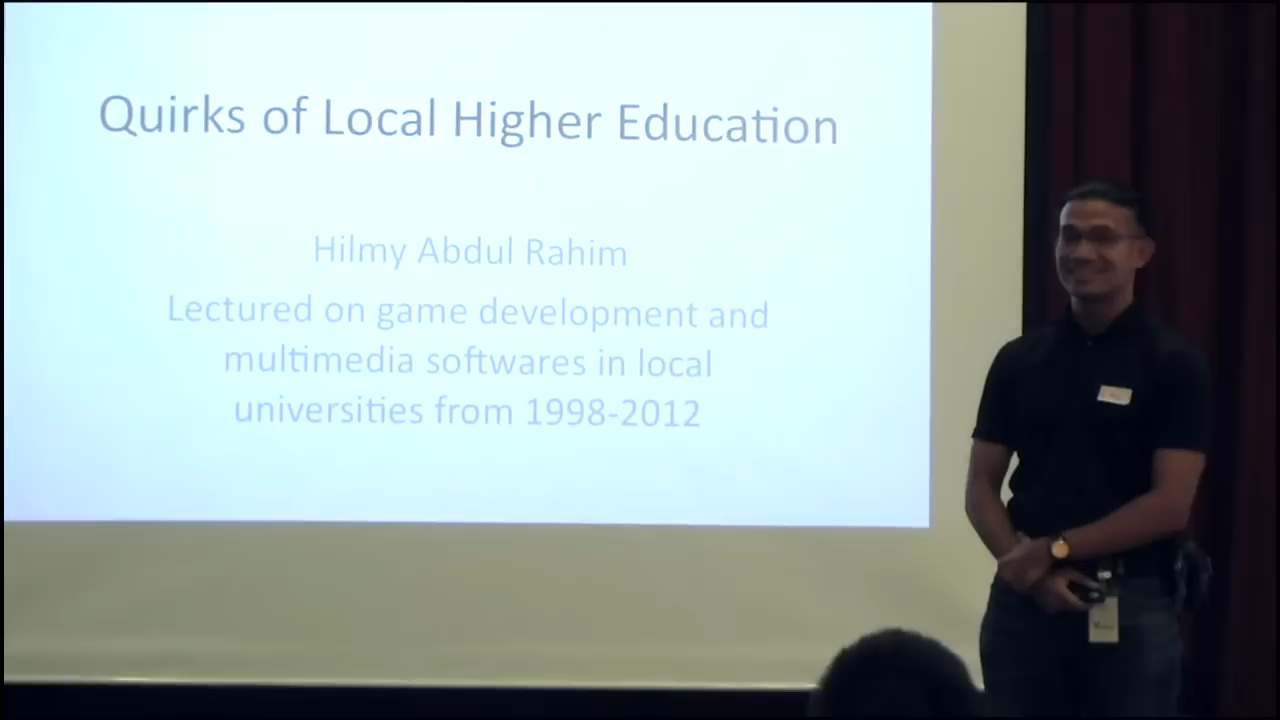 Quirks of Local Higher Education
Hilmy Abdul Rahim
Lectured on game development and
multimedia softwares in local
universities from 1998-2012